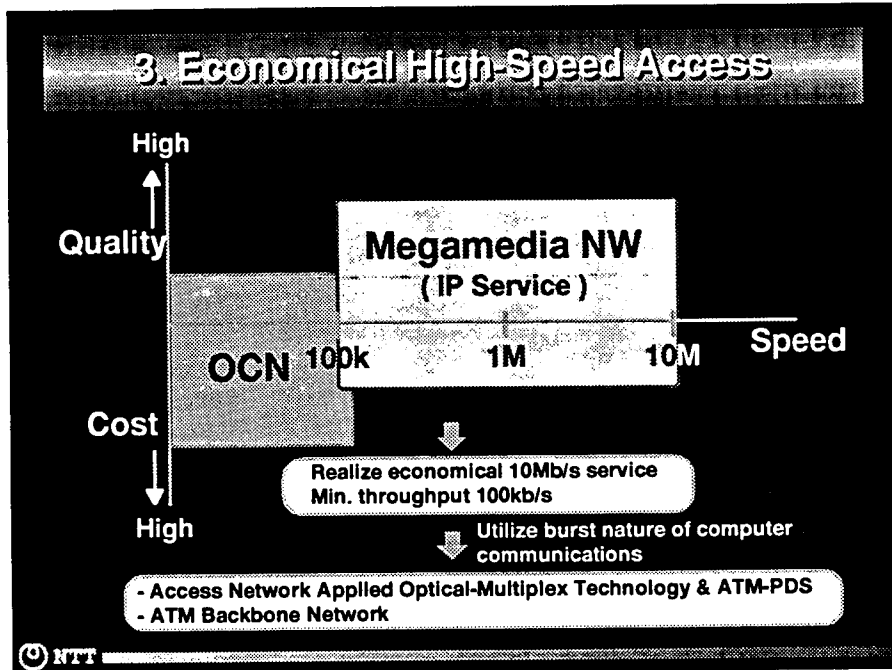 3. Economical High-Speed Access
High
Quality
Megamedia NW
( IP Service )
OCN
100k
1M
10M
Speed
Cost
High
Realize economical 10Mb/s service
Min. throughput 100kb/s
Utilize burst nature of computer
communications
- Access Network Applied Optical-Multiplex Technology & ATM-PDS
- ATM Backbone Network
NTT